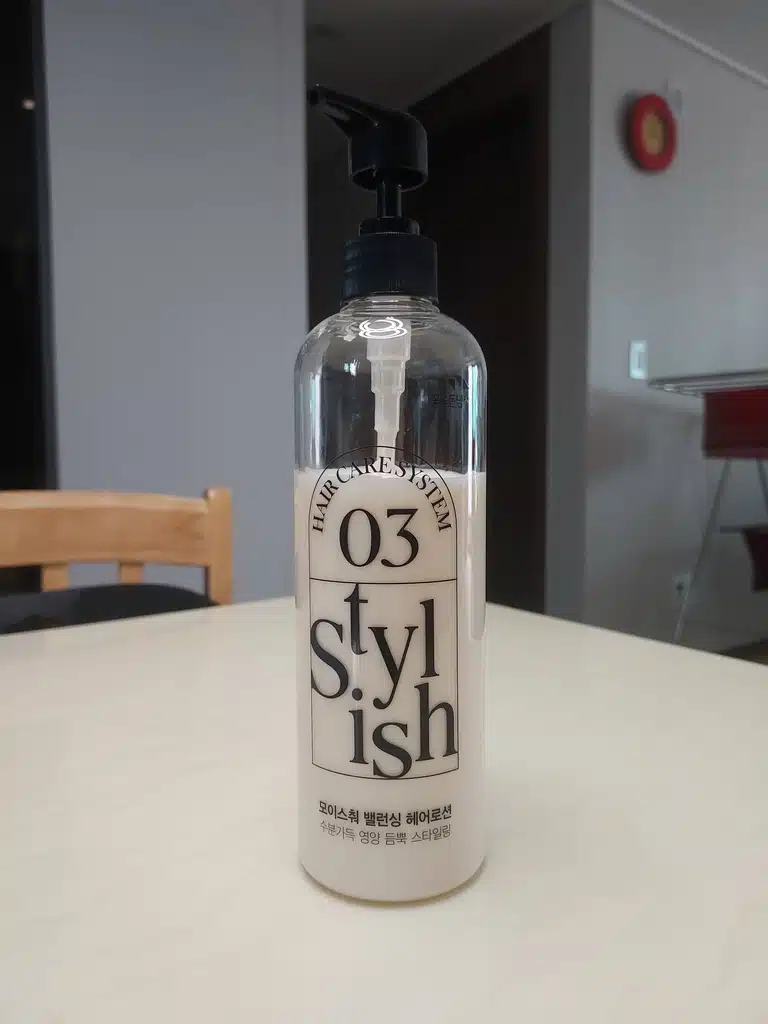 HAIR CARE SYSTEM
03
Stylish
모이스춰 밸런싱 헤어로션
수분가득 영양 듬뿍 스타일링